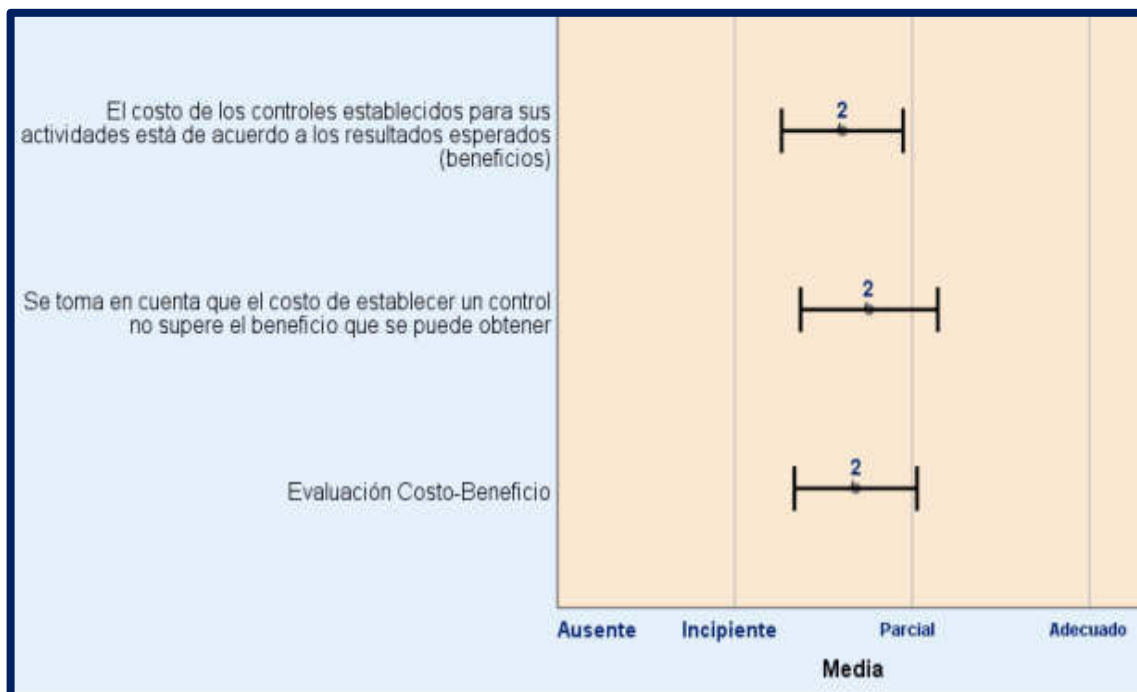 El costo de los controles establecidos para sus
actividades está de acuerdo a los resultados esperados
(beneficios)
2
Se toma en cuenta que el costo de establecer un control
no supere el beneficio que se puede obtener
2
Evaluación Costo-Beneficio
2
Ausente Incipiente Parcial Adecuado
Media